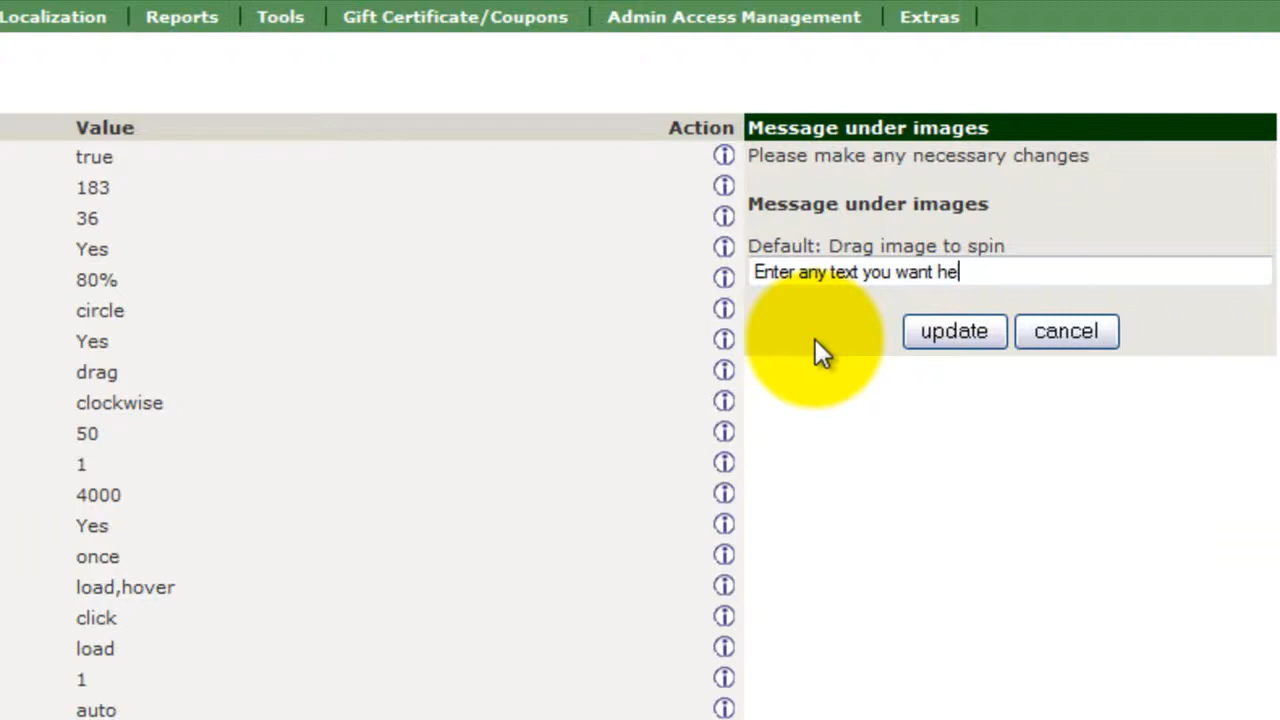 Localization Reports Tools Gift Certificate/Coupons Admin Access Management Extras
Value Action Message under images
true Please make any necessary changes
183
Message under images
36
Yes Default: Drag image to spin
Enter any text you want he
80%
circle
update cancel
Yes
drag
clockwise
50
1
4000
Yes
once
load,hover
click
load
1
auto